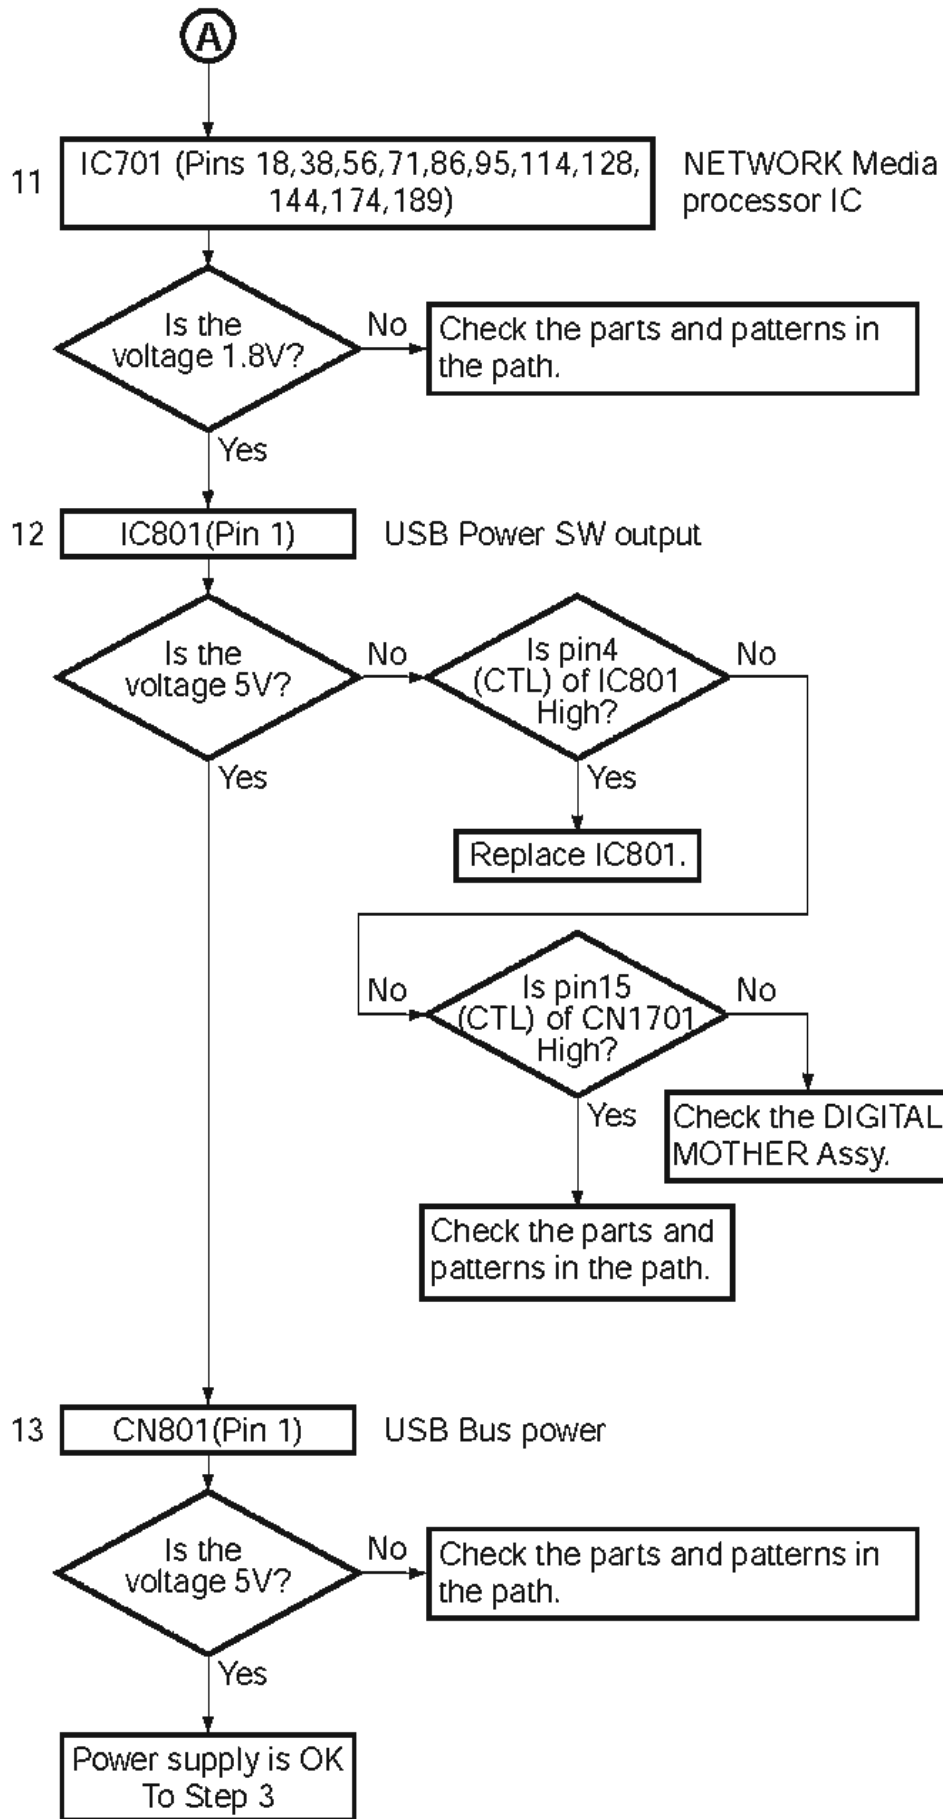 A
11
IC701 (Pins 18,38,56,71,86,95,114,128,
144,174,189)
NETWORK Media
processor IC
Is the
voltage 1.8V?
No
Check the parts and patterns in
the path.
Yes
12
IC801(Pin 1)
USB Power SW output
Is the
voltage 5V?
No
Is pin4
(CTL) of IC801
High?
No
Yes
Yes
Replace IC801.
No
Is pin15
(CTL) of CN1701
High?
No
Yes
Check the DIGITAL
MOTHER Assy.
Check the parts and
patterns in the path.
13
CN801(Pin 1)
USB Bus power
Is the
voltage 5V?
No
Check the parts and patterns in
the path.
Yes
Power supply is OK
To Step 3